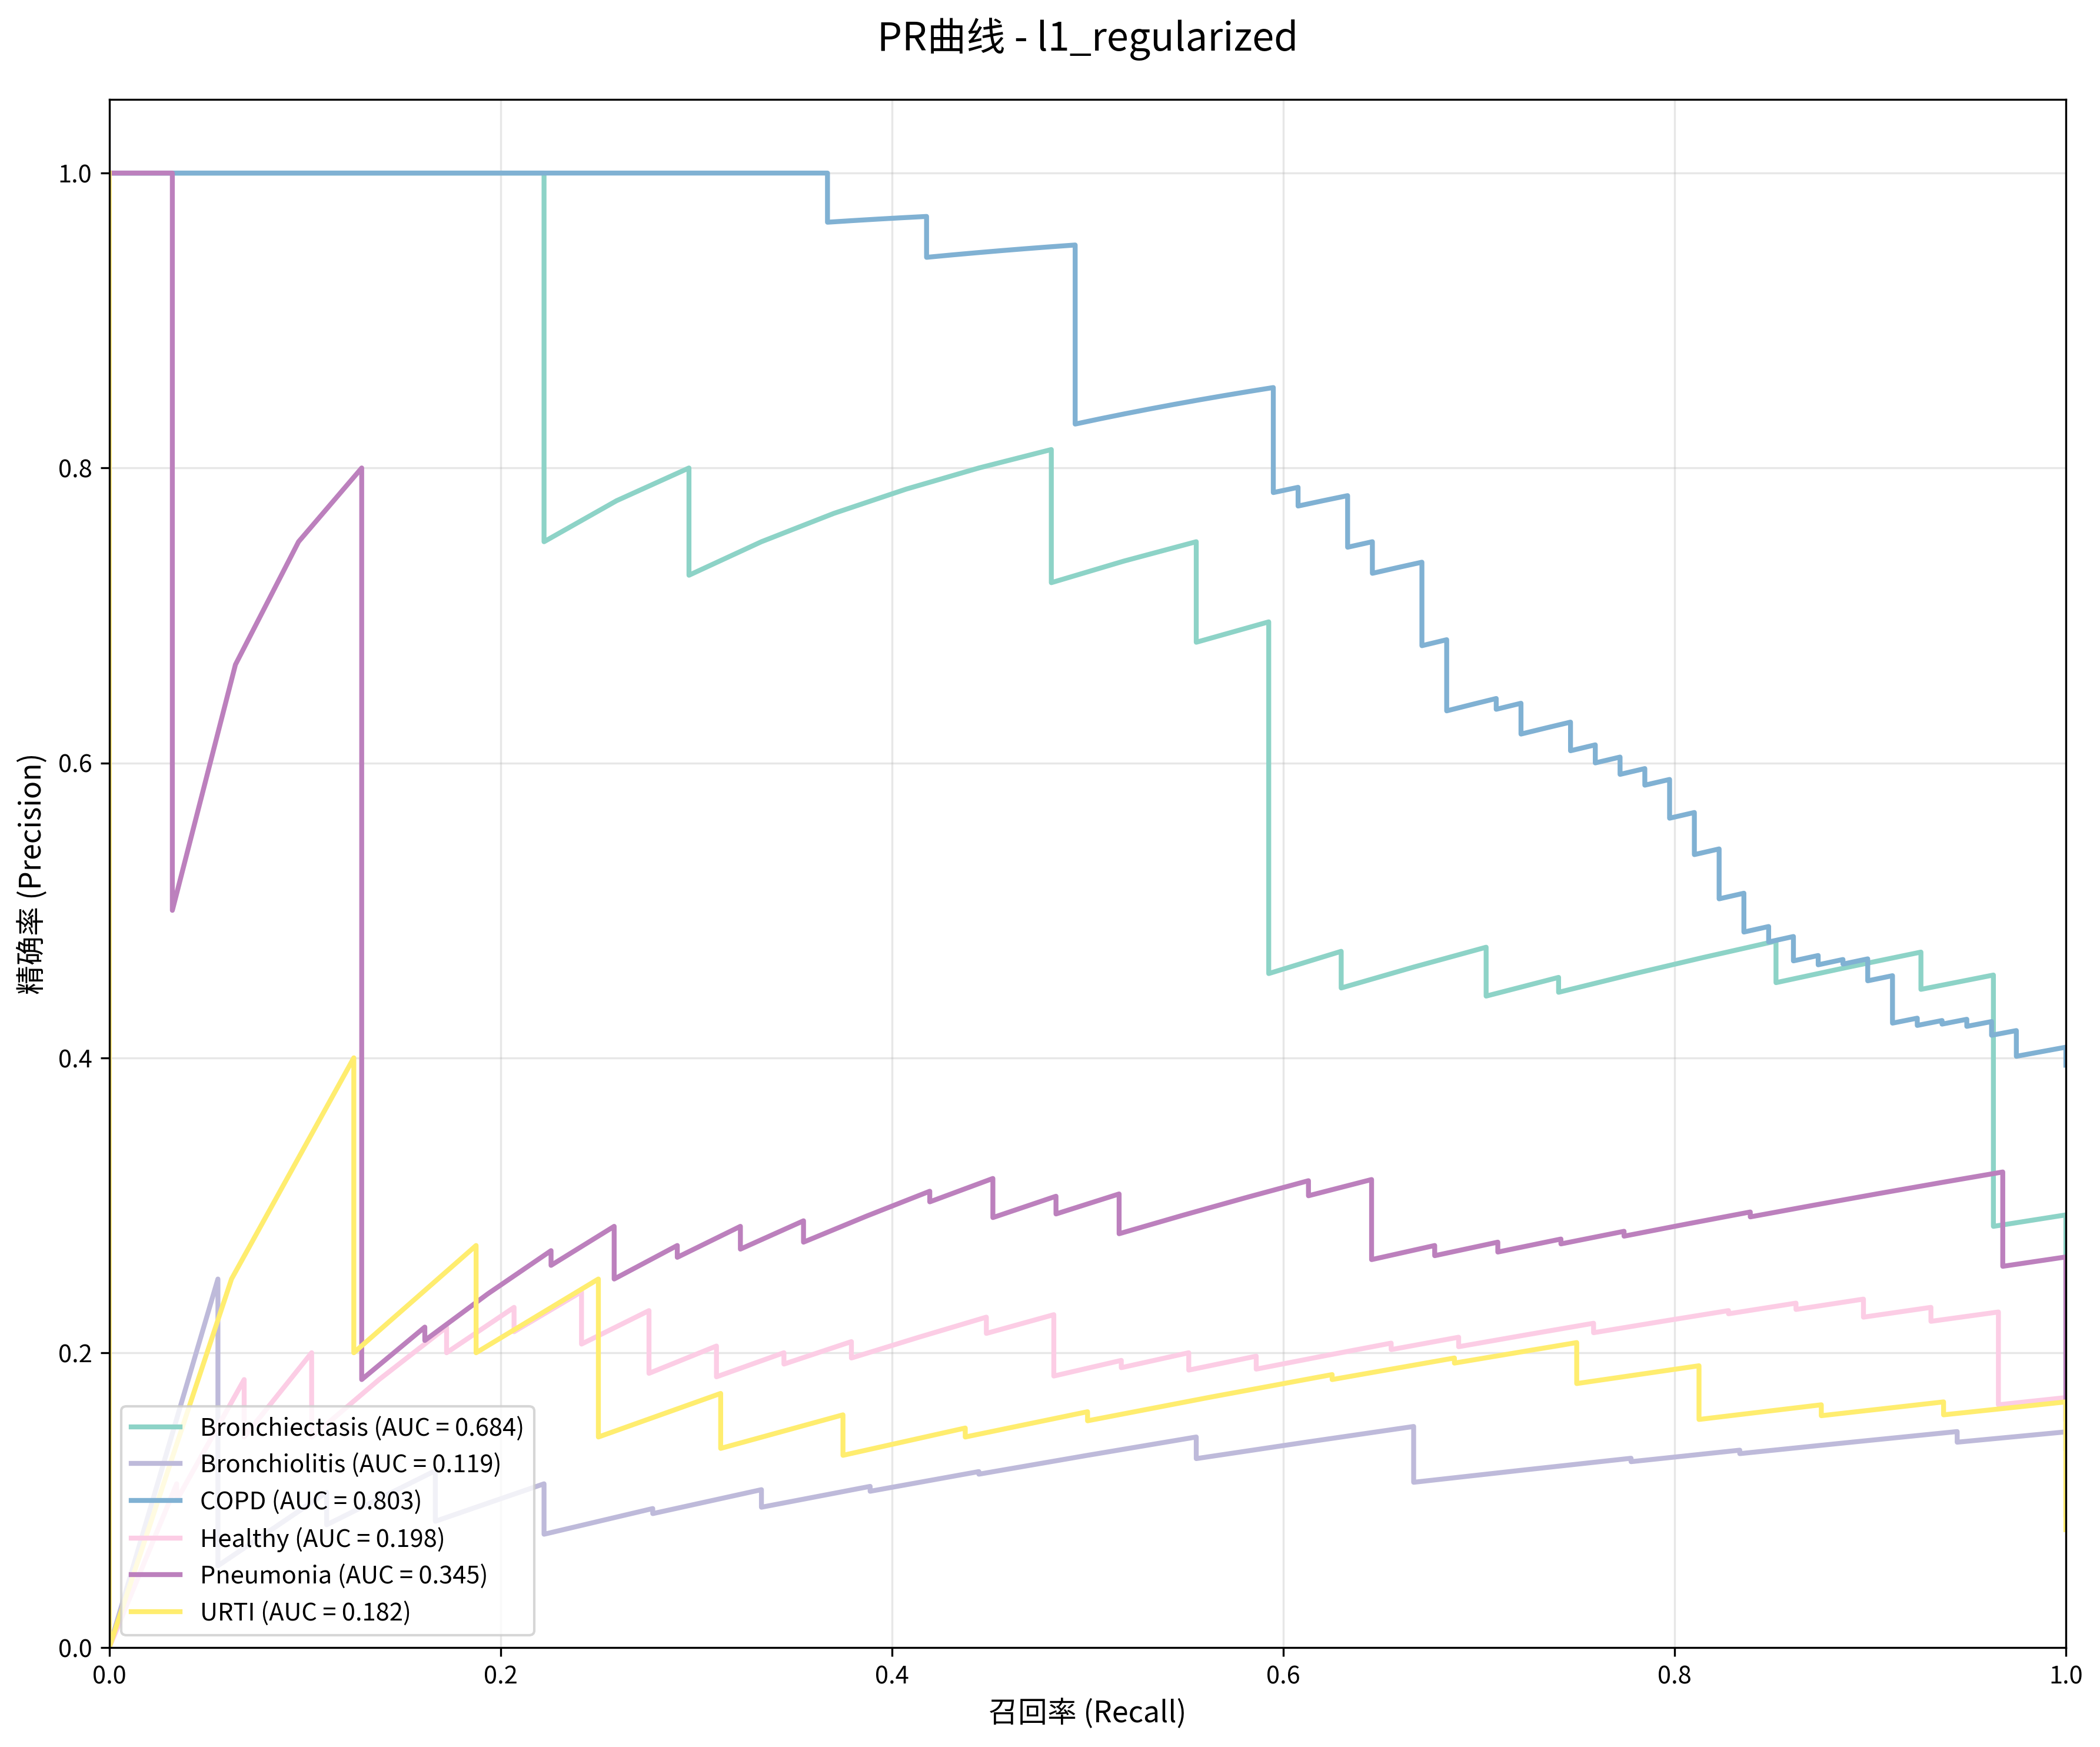 PR曲线 - l1_regularized
精确率 (Precision)
1.0
0.8
0.6
0.4
0.2
0.0
Bronchiectasis (AUC = 0.684)
Bronchiolitis (AUC = 0.119)
COPD (AUC = 0.803)
Healthy (AUC = 0.198)
Pneumonia (AUC = 0.345)
URTI (AUC = 0.182)
0.0 0.2 0.4 0.6 0.8 1.0
召回率 (Recall)